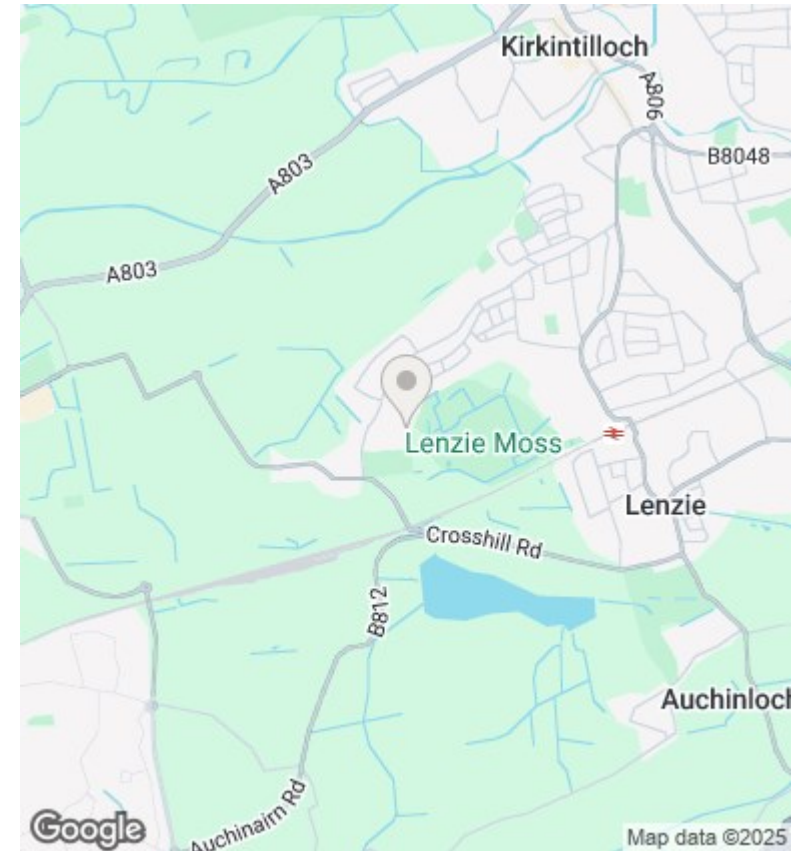 Kirkintilloch
A806
B8048
A803
A803
Lenzie Moss
Lenzie
Crosshill Rd
B812
Auchinloch
Auchinairn Rd
Google
Map data ©2025